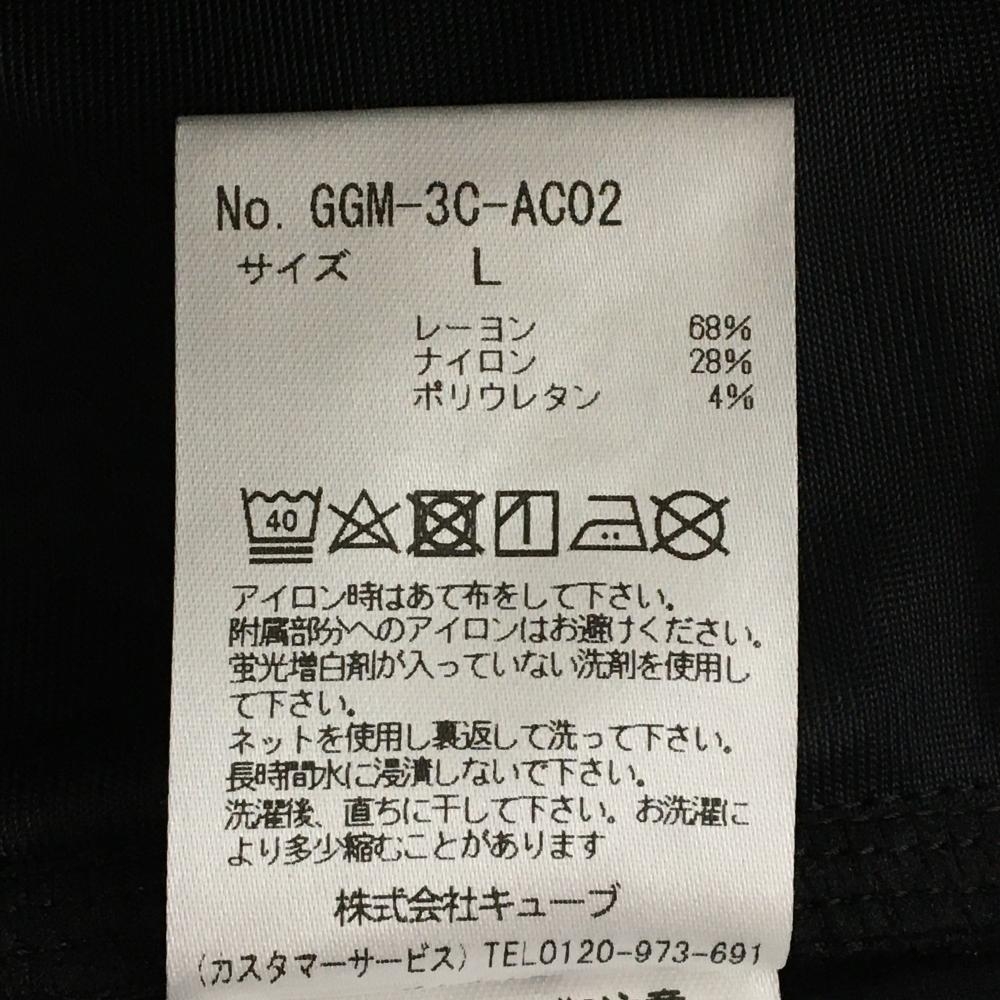 No. GGM-3C-AC02
サイズ L
レーヨン 68%
ナイロン 28%
ポリウレタン 4%
40
アイロン時はあて布をして下さい。
附属部分へのアイロンはお避けください。
蛍光増白剤が入っていない洗剤を使用し
て下さい。
ネットを使用し裏返して洗って下さい。
長時間水に浸漬しないで下さい。
洗濯後、直ちに干して下さい。お洗濯に
より多少縮むことがあります
株式会社キューブ
(カスタマーサービス) TEL0120-973-691